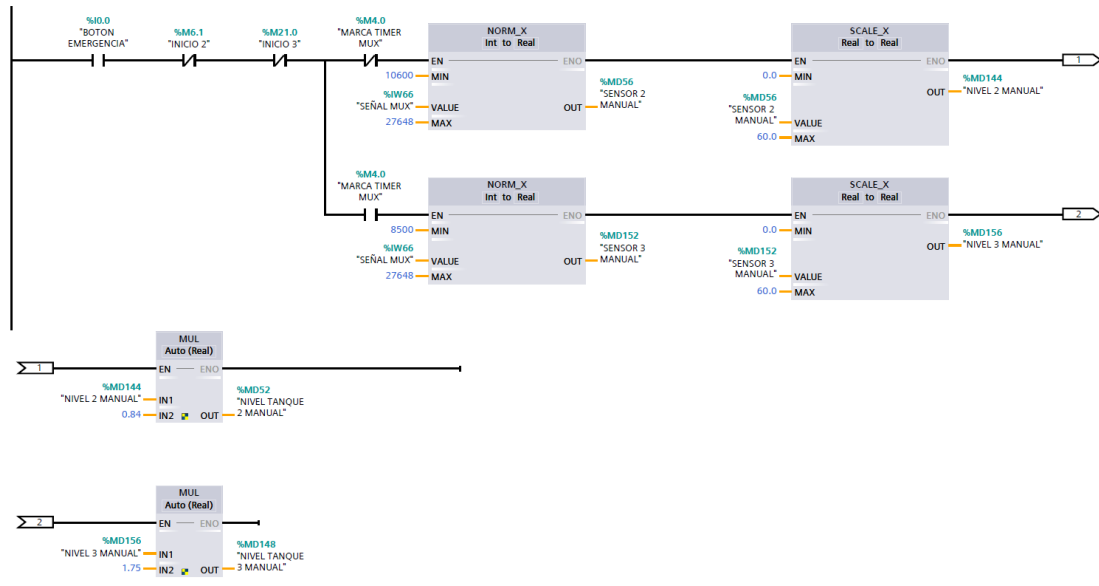 %I0.0
"BOTON
EMERGENCIA"
%M6.1
"INICIO 2"
%M21.0
"INICIO 3"
%M4.0
"MARCA TIMER
MUX"
NORM_X
Int to Real
EN
ENO
10600
MIN
%IW66
"SEÑAL MUX"
VALUE
27648
MAX
%MD56
"SENSOR 2
MANUAL"
OUT
SCALE_X
Real to Real
EN
ENO
0.0
MIN
%MD56
"SENSOR 2
MANUAL"
VALUE
60.0
MAX
%MD144
OUT
"NIVEL 2 MANUAL"
1
%M4.0
"MARCA TIMER
MUX"
NORM_X
Int to Real
EN
ENO
8500
MIN
%IW66
"SEÑAL MUX"
VALUE
27648
MAX
%MD152
"SENSOR 3
MANUAL"
OUT
SCALE_X
Real to Real
EN
ENO
0.0
MIN
%MD152
"SENSOR 3
MANUAL"
VALUE
60.0
MAX
%MD156
OUT
"NIVEL 3 MANUAL"
2
1
MUL
Auto (Real)
EN
ENO
%MD144
"NIVEL 2 MANUAL"
IN1
0.84
IN2
OUT
%MD52
"NIVEL TANQUE
2 MANUAL"
2
MUL
Auto (Real)
EN
ENO
%MD156
"NIVEL 3 MANUAL"
IN1
1.75
IN2
OUT
%MD148
"NIVEL TANQUE
3 MANUAL"